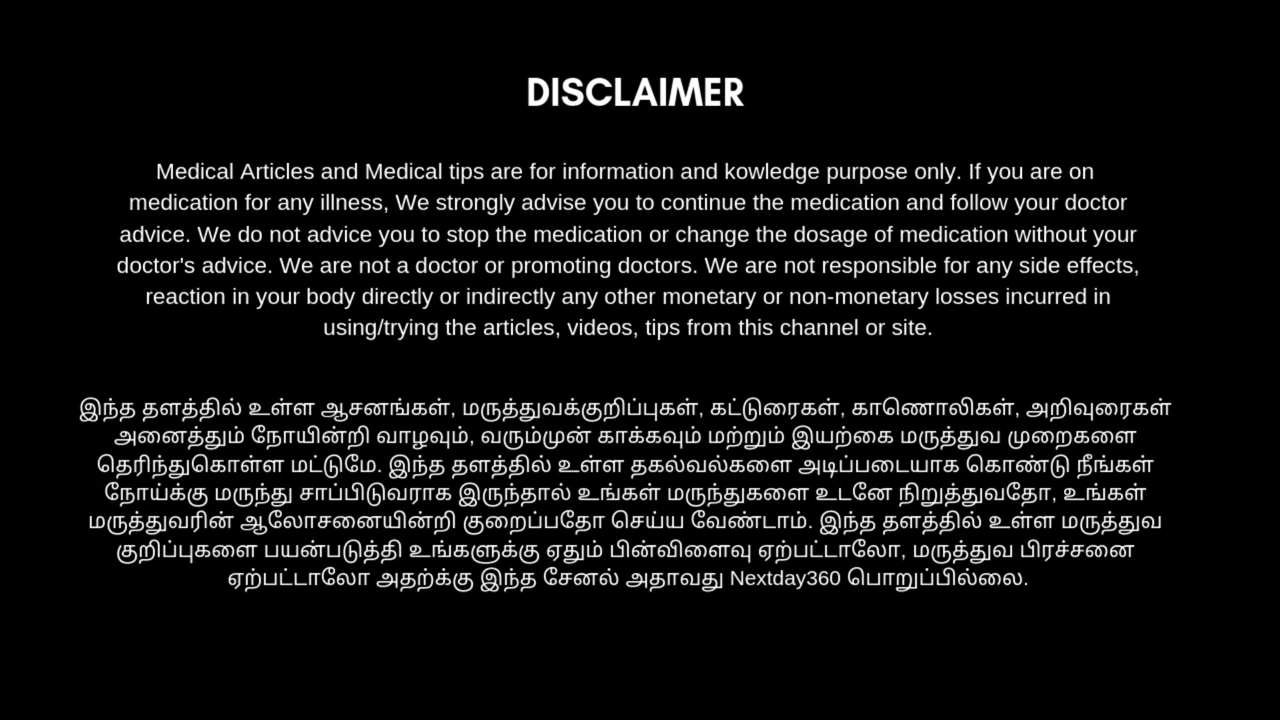 DISCLAIMER
Medical Articles and Medical tips are for information and kowledge purpose only. If you are on
medication for any illness, We strongly advise you to continue the medication and follow your doctor
advice. We do not advice you to stop the medication or change the dosage of medication without your
doctor's advice. We are not a doctor or promoting doctors. We are not responsible for any side effects,
reaction in your body directly or indirectly any other monetary or non-monetary losses incurred in
using/trying the articles, videos, tips from this channel or site.
இந்த தளத்தில் உள்ள ஆசனங்கள், மருத்துவக்குறிப்புகள், கட்டுரைகள், காணொலிகள், அறிவுரைகள்
அனைத்தும் நோயின்றி வாழவும், வரும்முன் காக்கவும் மற்றும் இயற்கை மருத்துவ முறைகளை
தெரிந்துகொள்ள மட்டுமே. இந்த தளத்தில் உள்ள தகல்வல்களை அடிப்படையாக கொண்டு நீங்கள்
நோய்க்கு மருந்து சாப்பிடுவராக இருந்தால் உங்கள் மருந்துகளை உடனே நிறுத்துவதோ, உங்கள்
மருத்துவரின் ஆலோசனையின்றி குறைப்பதோ செய்ய வேண்டாம். இந்த தளத்தில் உள்ள மருத்துவ
குறிப்புகளை பயன்படுத்தி உங்களுக்கு ஏதும் பின்விளைவு ஏற்பட்டாலோ, மருத்துவ பிரச்சனை
ஏற்பட்டாலோ அதற்க்கு இந்த சேனல் அதாவது Nextday360 பொறுப்பில்லை.